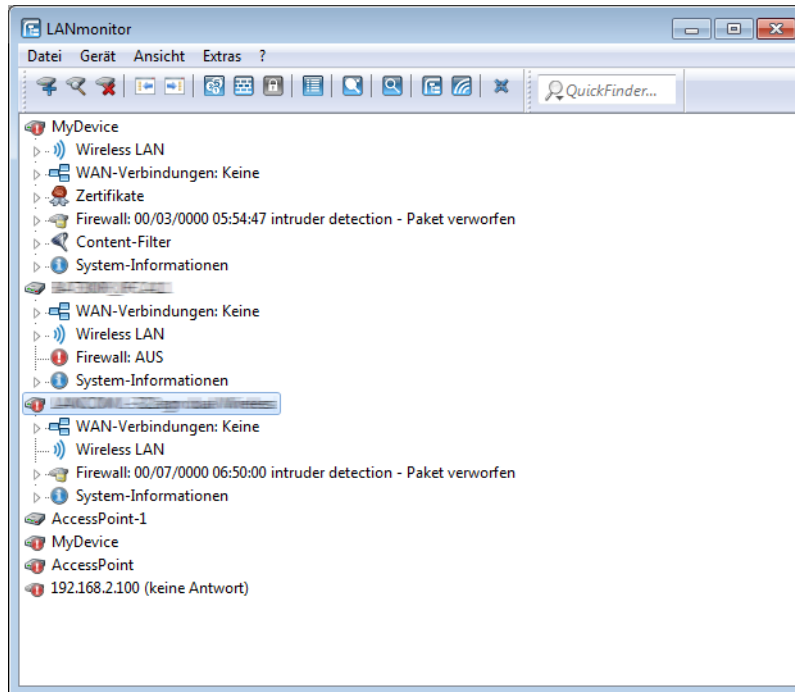 LANmonitor
Datei Gerät Ansicht Extras ?
QuickFinder...
MyDevice
Wireless LAN
WAN-Verbindungen: Keine
Zertifikate
Firewall: 00/03/0000 05:54:47 intruder detection - Paket verworfen
Content-Filter
System-Informationen
WAN-Verbindungen: Keine
Wireless LAN
Firewall: AUS
System-Informationen
WAN-Verbindungen: Keine
Wireless LAN
Firewall: 00/07/0000 06:50:00 intruder detection - Paket verworfen
System-Informationen
AccessPoint-1
MyDevice
AccessPoint
192.168.2.100 (keine Antwort)